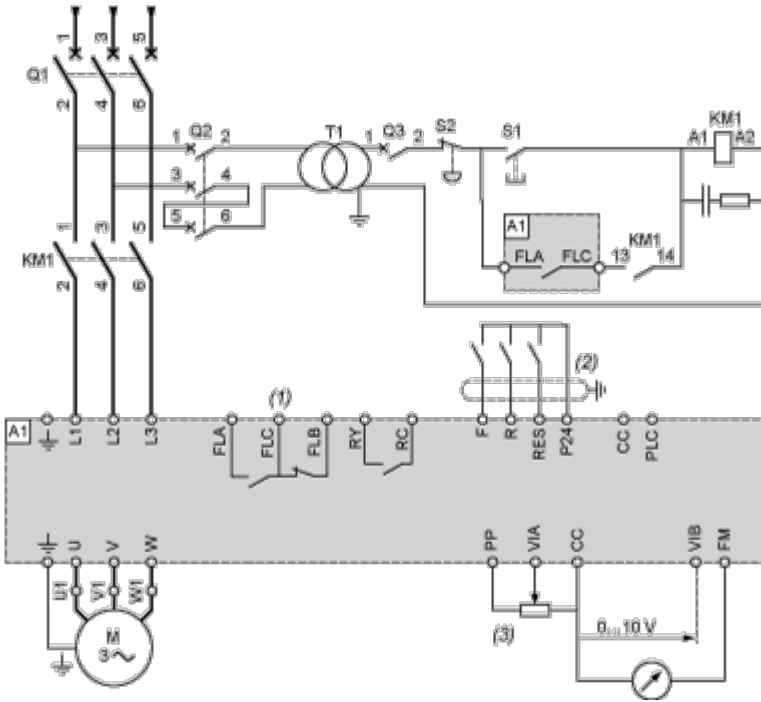 1 3 5
Q1
2 4 6
1 Q2 2
3 4
5 6
T1
1 Q3 2
S2
S1
KM1
A1 A2
A1
FLA FLC
KM1
13 14
1 3 5
KM1
2 4 6
(1)
(2)
A1
L1 L2 L3
FLA FLC FLB RY RC
F R RES P24 CC PLC
U V W
PP VIA CC VIB FM
U1 V1 W1
M
3
(3)
0...10 V